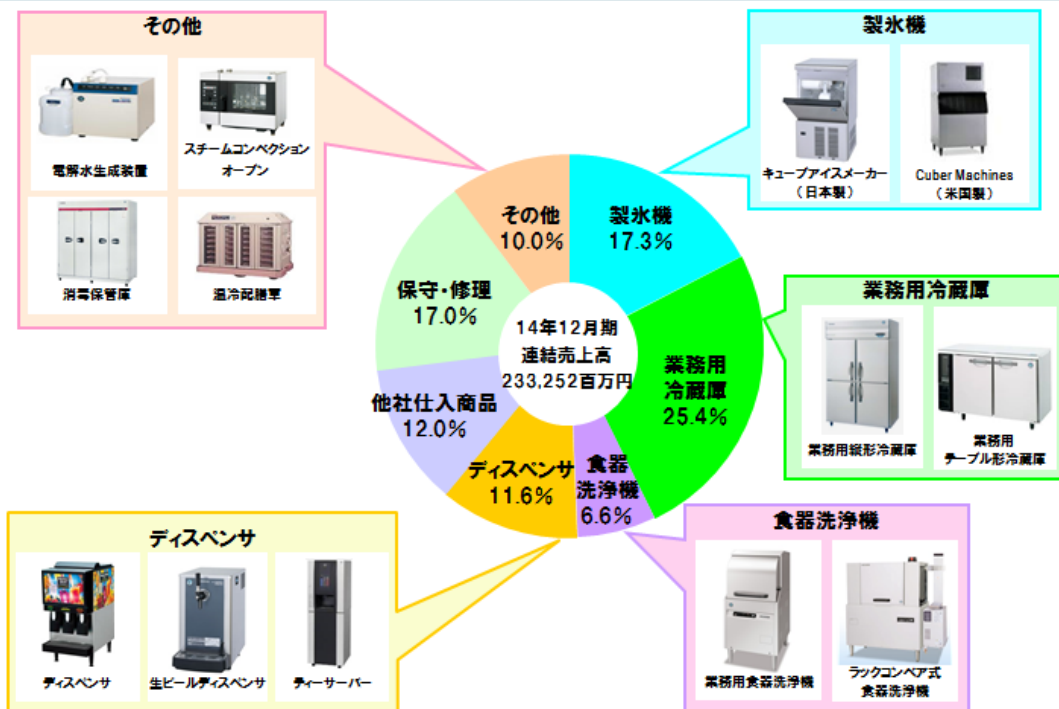 その他
電解水生成装置
スチームコンベクション
オーブン
消毒保管庫
温冷配膳車
製氷機
キューブアイスメーカー
(日本製)
Cuber Machines
(米国製)
業務用冷蔵庫
業務用縦形冷蔵庫
業務用
テーブル形冷蔵庫
その他
10.0%
製氷機
17.3%
保守・修理
17.0%
14年12月期
連結売上高
233,252百万円
業務用
冷蔵庫
25.4%
他社仕入商品
12.0%
ディスペンサ
11.6%
食器
洗浄機
6.6%
ディスペンサ
ディスペンサ
生ビールディスペンサ
ティーサーバー
食器洗浄機
業務用食器洗浄機
ラックコンベア式
食器洗浄機